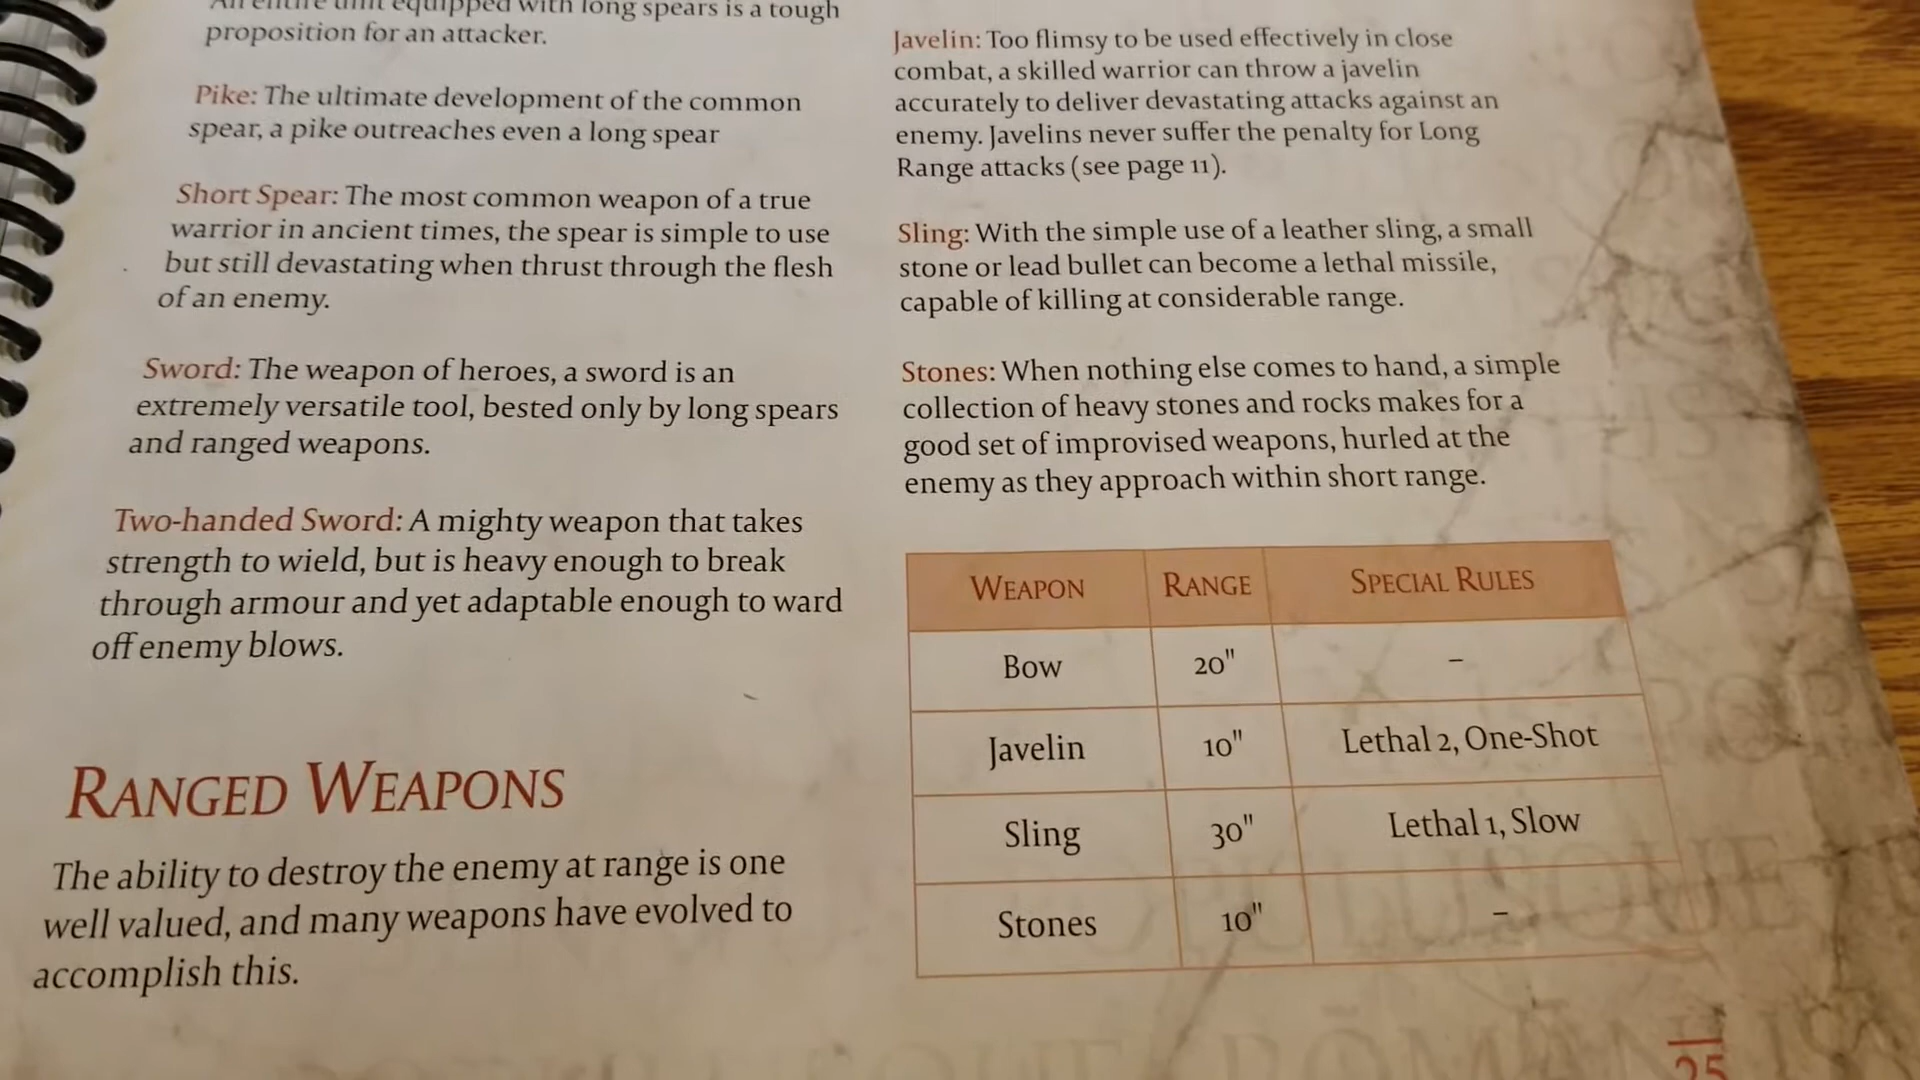 An entire unit equipped with long spears is a tough
proposition for an attacker.
Pike: The ultimate development of the common
spear, a pike outreaches even a long spear
Short Spear: The most common weapon of a true
warrior in ancient times, the spear is simple to use
but still devastating when thrust through the flesh
of an enemy.
Sword: The weapon of heroes, a sword is an
extremely versatile tool, bested only by long spears
and ranged weapons.
Two-handed Sword: A mighty weapon that takes
strength to wield, but is heavy enough to break
through armour and yet adaptable enough to ward
off enemy blows.
RANGED WEAPONS
The ability to destroy the enemy at range is one
well valued, and many weapons have evolved to
accomplish this.
Javelin: Too flimsy to be used effectively in close
combat, a skilled warrior can throw a javelin
accurately to deliver devastating attacks against an
enemy. Javelins never suffer the penalty for Long
Range attacks (see page 11).
Sling: With the simple use of a leather sling, a small
stone or lead bullet can become a lethal missile,
capable of killing at considerable range.
Stones: When nothing else comes to hand, a simple
collection of heavy stones and rocks makes for a
good set of improvised weapons, hurled at the
enemy as they approach within short range.
WEAPON RANGE SPECIAL RULES
Bow 20" –
Javelin 10" Lethal 2, One-Shot
Sling 30" Lethal 1, Slow
Stones 10" –
25